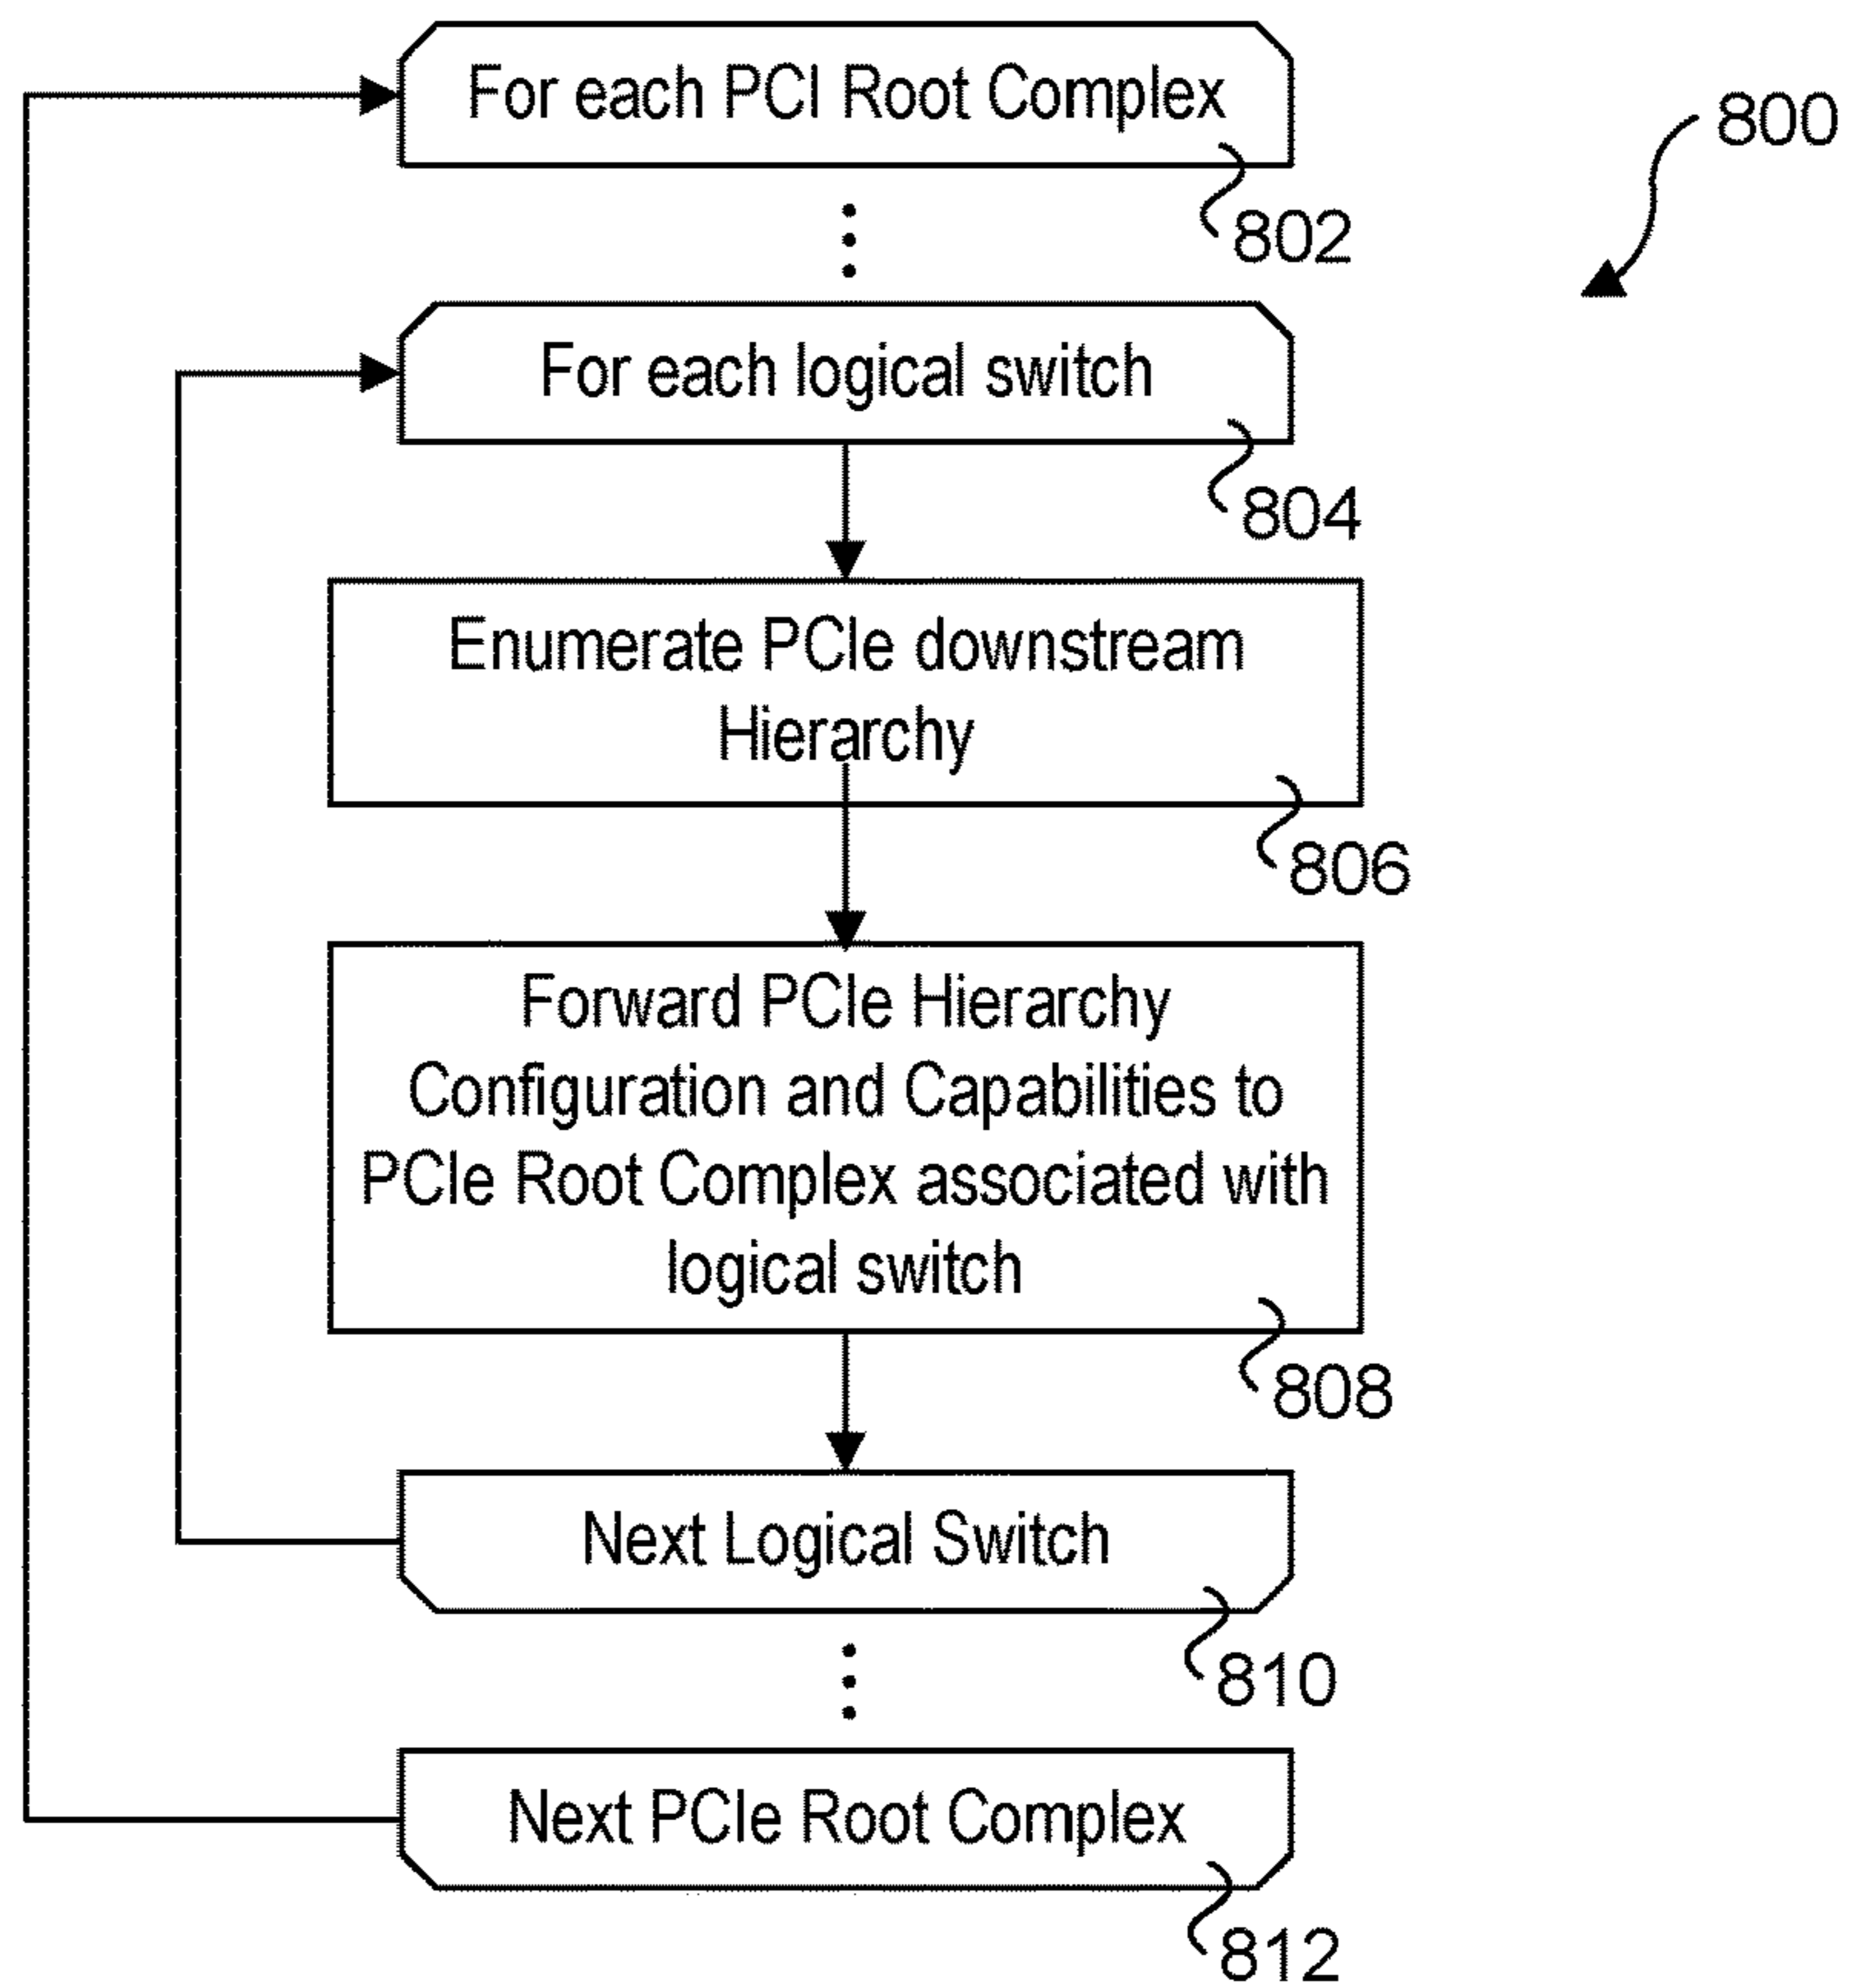 For each PCI Root Complex
800
802
For each logical switch
804
Enumerate PCIe downstream
Hierarchy
806
Forward PCIe Hierarchy
Configuration and Capabilities to
PCIe Root Complex associated with
logical switch
808
Next Logical Switch
810
Next PCIe Root Complex
812